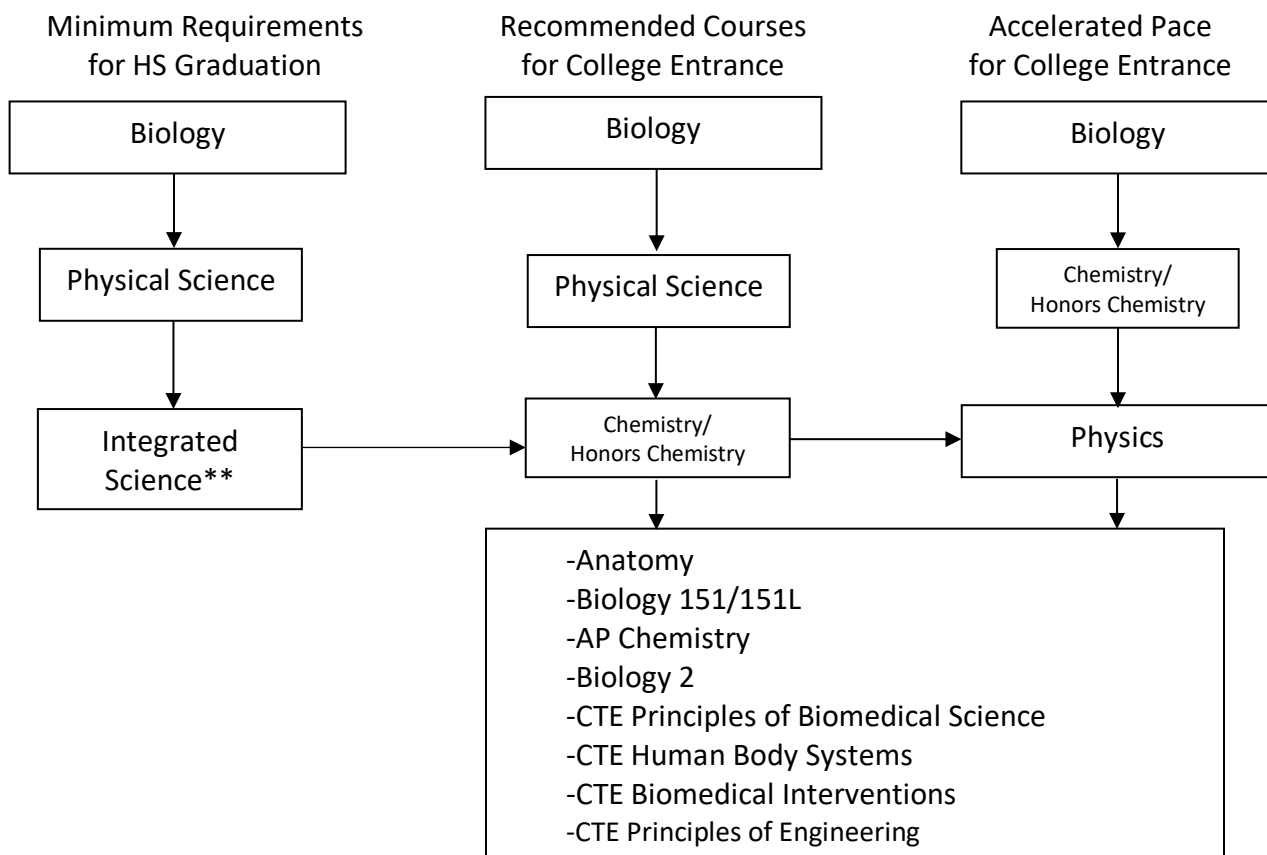 Minimum Requirements
for HS Graduation
Biology
Physical Science
Integrated
Science**
Recommended Courses
for College Entrance
Biology
Physical Science
Chemistry/
Honors Chemistry
Accelerated Pace
for College Entrance
Biology
Chemistry/
Honors Chemistry
Physics
-Anatomy
-Biology 151/151L
-AP Chemistry
-Biology 2
-CTE Principles of Biomedical Science
-CTE Human Body Systems
-CTE Biomedical Interventions
-CTE Principles of Engineering